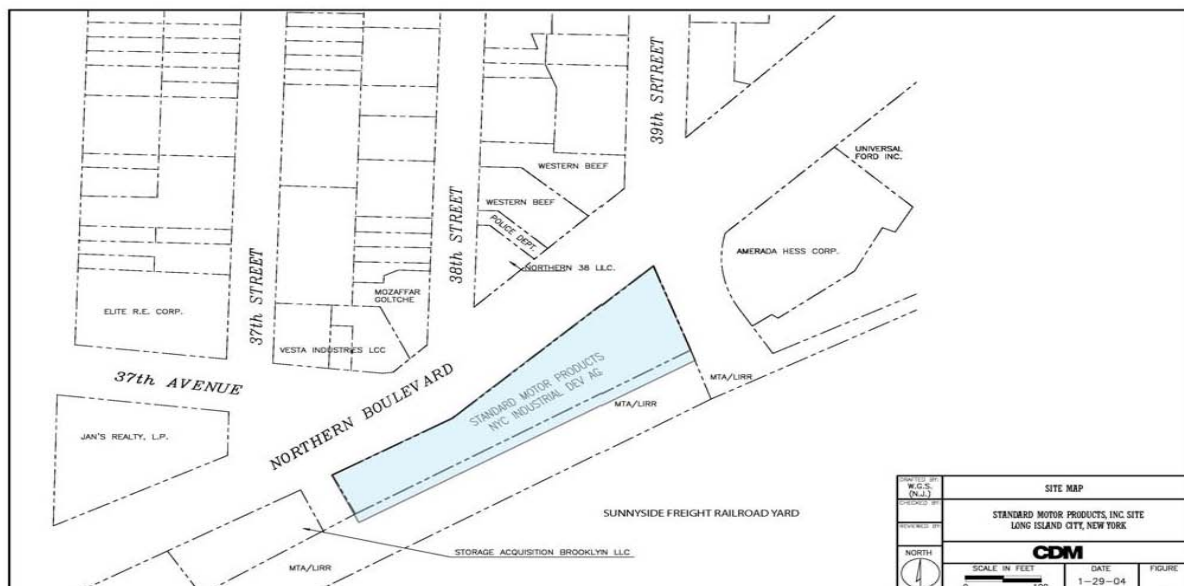 39th SRTREET
UNIVERSAL
FORD INC.
WESTERN BEEF
WESTERN BEEF
POLICE DEPT.
38th STREET
AMERADA HESS CORP.
NORTHERN 38 LLC.
37th STREET
MOZAFFAR
GOLTCHE
ELITE R.E. CORP.
VESTA INDUSTRIES LCC
37th AVENUE
NORTHERN BOULEVARD
STANDARD MOTOR PRODUCTS
NYC INDUSTRIAL DEV AG
MTA/LIRR
MTA/LIRR
JAN'S REALTY, L.P.
SUNNYSIDE FREIGHT RAILROAD YARD
STORAGE ACQUISITION BROOKLYN LLC
MTA/LIRR
DRAFTED BY:
W.G.S.
(N.J.)
SITE MAP
CHECKED BY:
STANDARD MOTOR PRODUCTS, INC. SITE
LONG ISLAND CITY, NEW YORK
REVIEWED BY:
NORTH
CDM
SCALE IN FEET
DATE
1-29-04
FIGURE